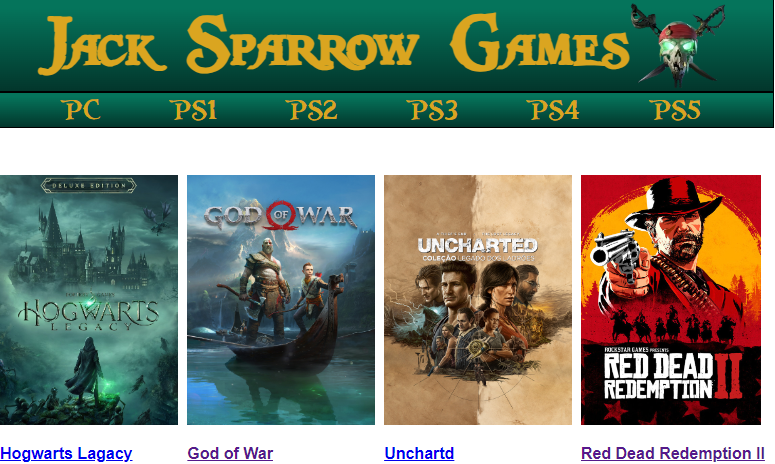 Jack Sparrow Games
PC PS1 PS2 PS3 PS4 PS5
DELUXE EDITION
HOGWARTS
LEGACY
GOD OF WAR
UNCHARTED
COLEÇÃO LEGADO DOS LADRÕES
ROCKSTAR GAMES PRESENTS
RED DEAD
REDEMPTION II
Hogwarts Lagacy
God of War
Unchartd
Red Dead Redemption II